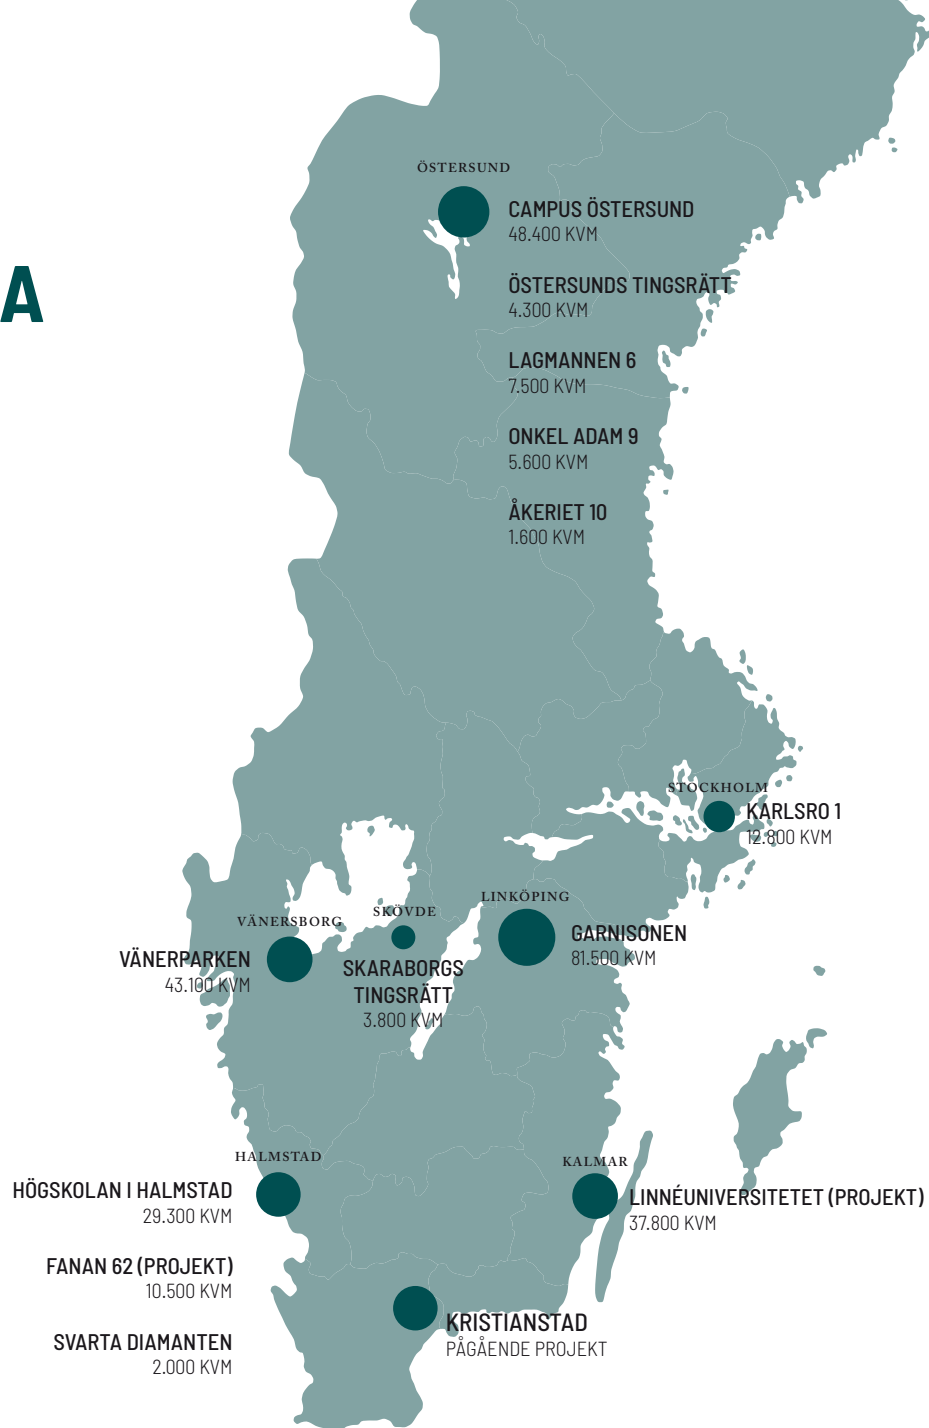 ÖSTERSUND
CAMPUS ÖSTERSUND
48.400 KVM
A
ÖSTERSUNDS TINGSRÄTT
4.300 KVM
LAGMANNEN 6
7.500 KVM
ONKEL ADAM 9
5.600 KVM
ÅKERIET 10
1.600 KVM
STOCKHOLM
KARLSRO 1
12.800 KVM
LINKÖPING
GARNISONEN
81.500 KVM
SKÖVDE
SKARABORGS
TINGSRÄTT
3.800 KVM
VÄNERSBORG
VÄNERPARKEN
43.100 KVM
HALMSTAD
HÖGSKOLAN I HALMSTAD
29.300 KVM
FANAN 62 (PROJEKT)
10.500 KVM
SVARTA DIAMANTEN
2.000 KVM
KALMAR
LINNÉUNIVERSITETET (PROJEKT)
37.800 KVM
KRISTIANSTAD
PÅGÅENDE PROJEKT